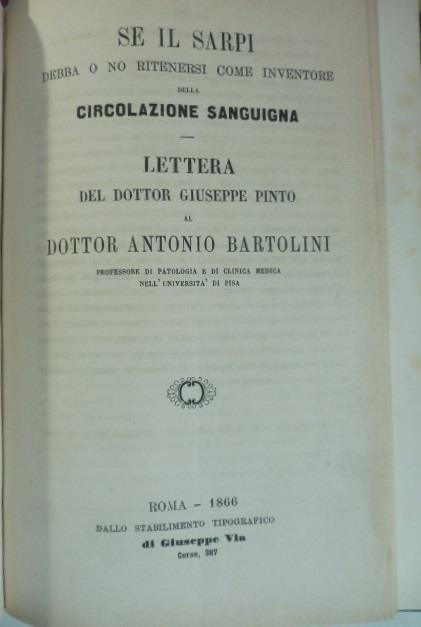 SE IL SARPI
DEBBA O NO RITENERSI COME INVENTORE
DELLA
CIRCOLAZIONE SANGUIGNA
LETTERA
DEL DOTTOR GIUSEPPE PINTO
AL
DOTTOR ANTONIO BARTOLINI
PROFESSORE DI PATOLOGIA E DI CLINICA MEDICA
NELL' UNIVERSITA' DI PISA
ROMA – 1866
DALLO STABILIMENTO TIPOGRAFICO
di Giuseppe Via
Corso, 387